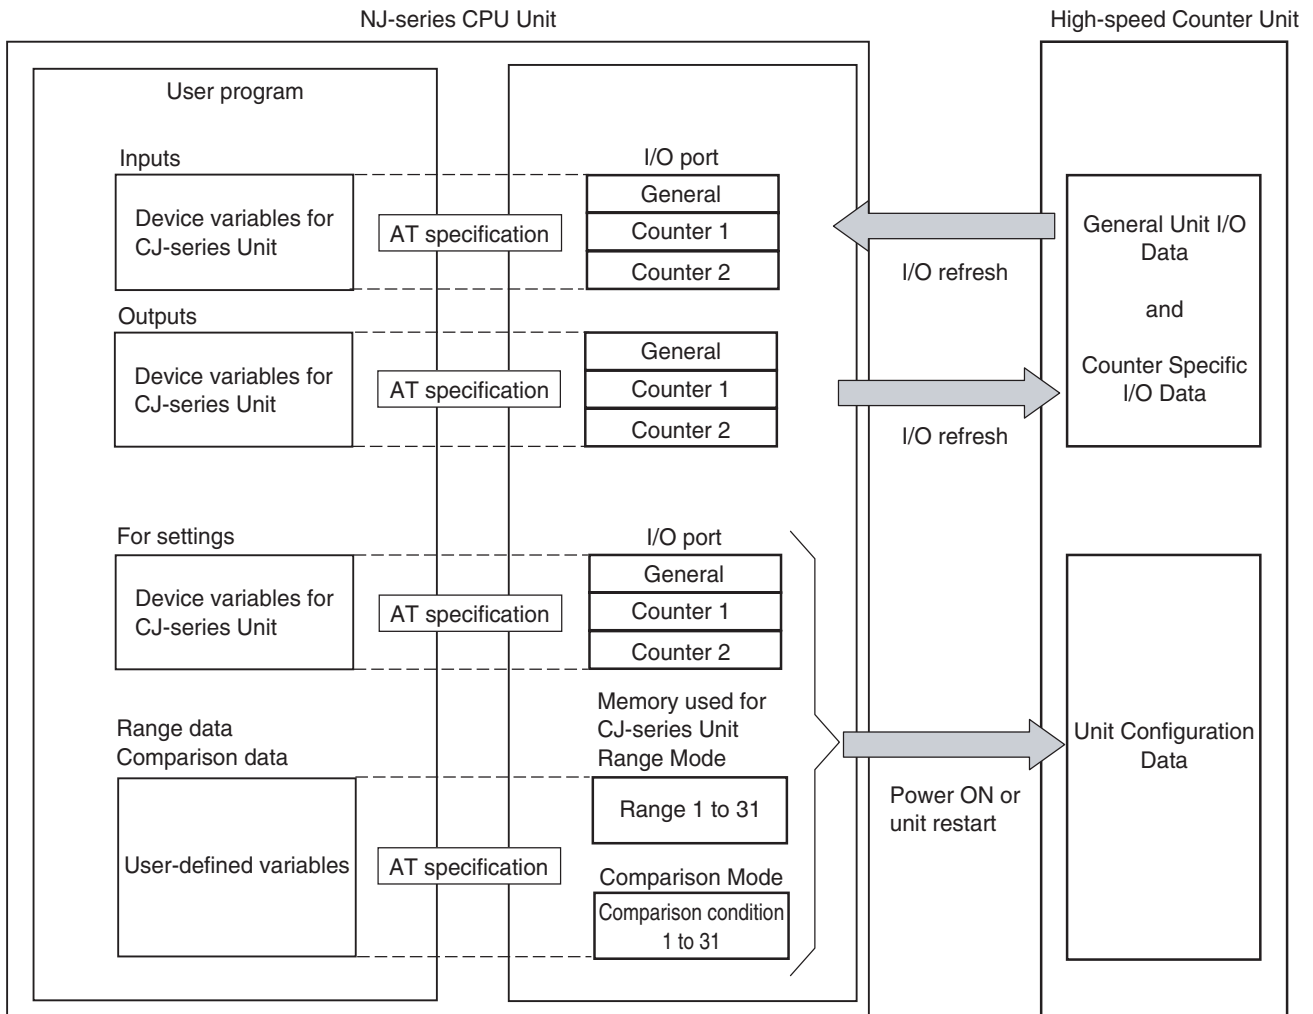 NJ-series CPU Unit
High-speed Counter Unit
User program
Inputs
Device variables for
CJ-series Unit
AT specification
I/O port
General
Counter 1
Counter 2
I/O refresh
General Unit I/O
Data
and
Counter Specific
I/O Data
Outputs
Device variables for
CJ-series Unit
AT specification
General
Counter 1
Counter 2
I/O refresh
For settings
Device variables for
CJ-series Unit
AT specification
I/O port
General
Counter 1
Counter 2
Range data
Comparison data
User-defined variables
AT specification
Memory used for
CJ-series Unit
Range Mode
Range 1 to 31
Comparison Mode
Comparison condition
1 to 31
Power ON or
unit restart
Unit Configuration
Data